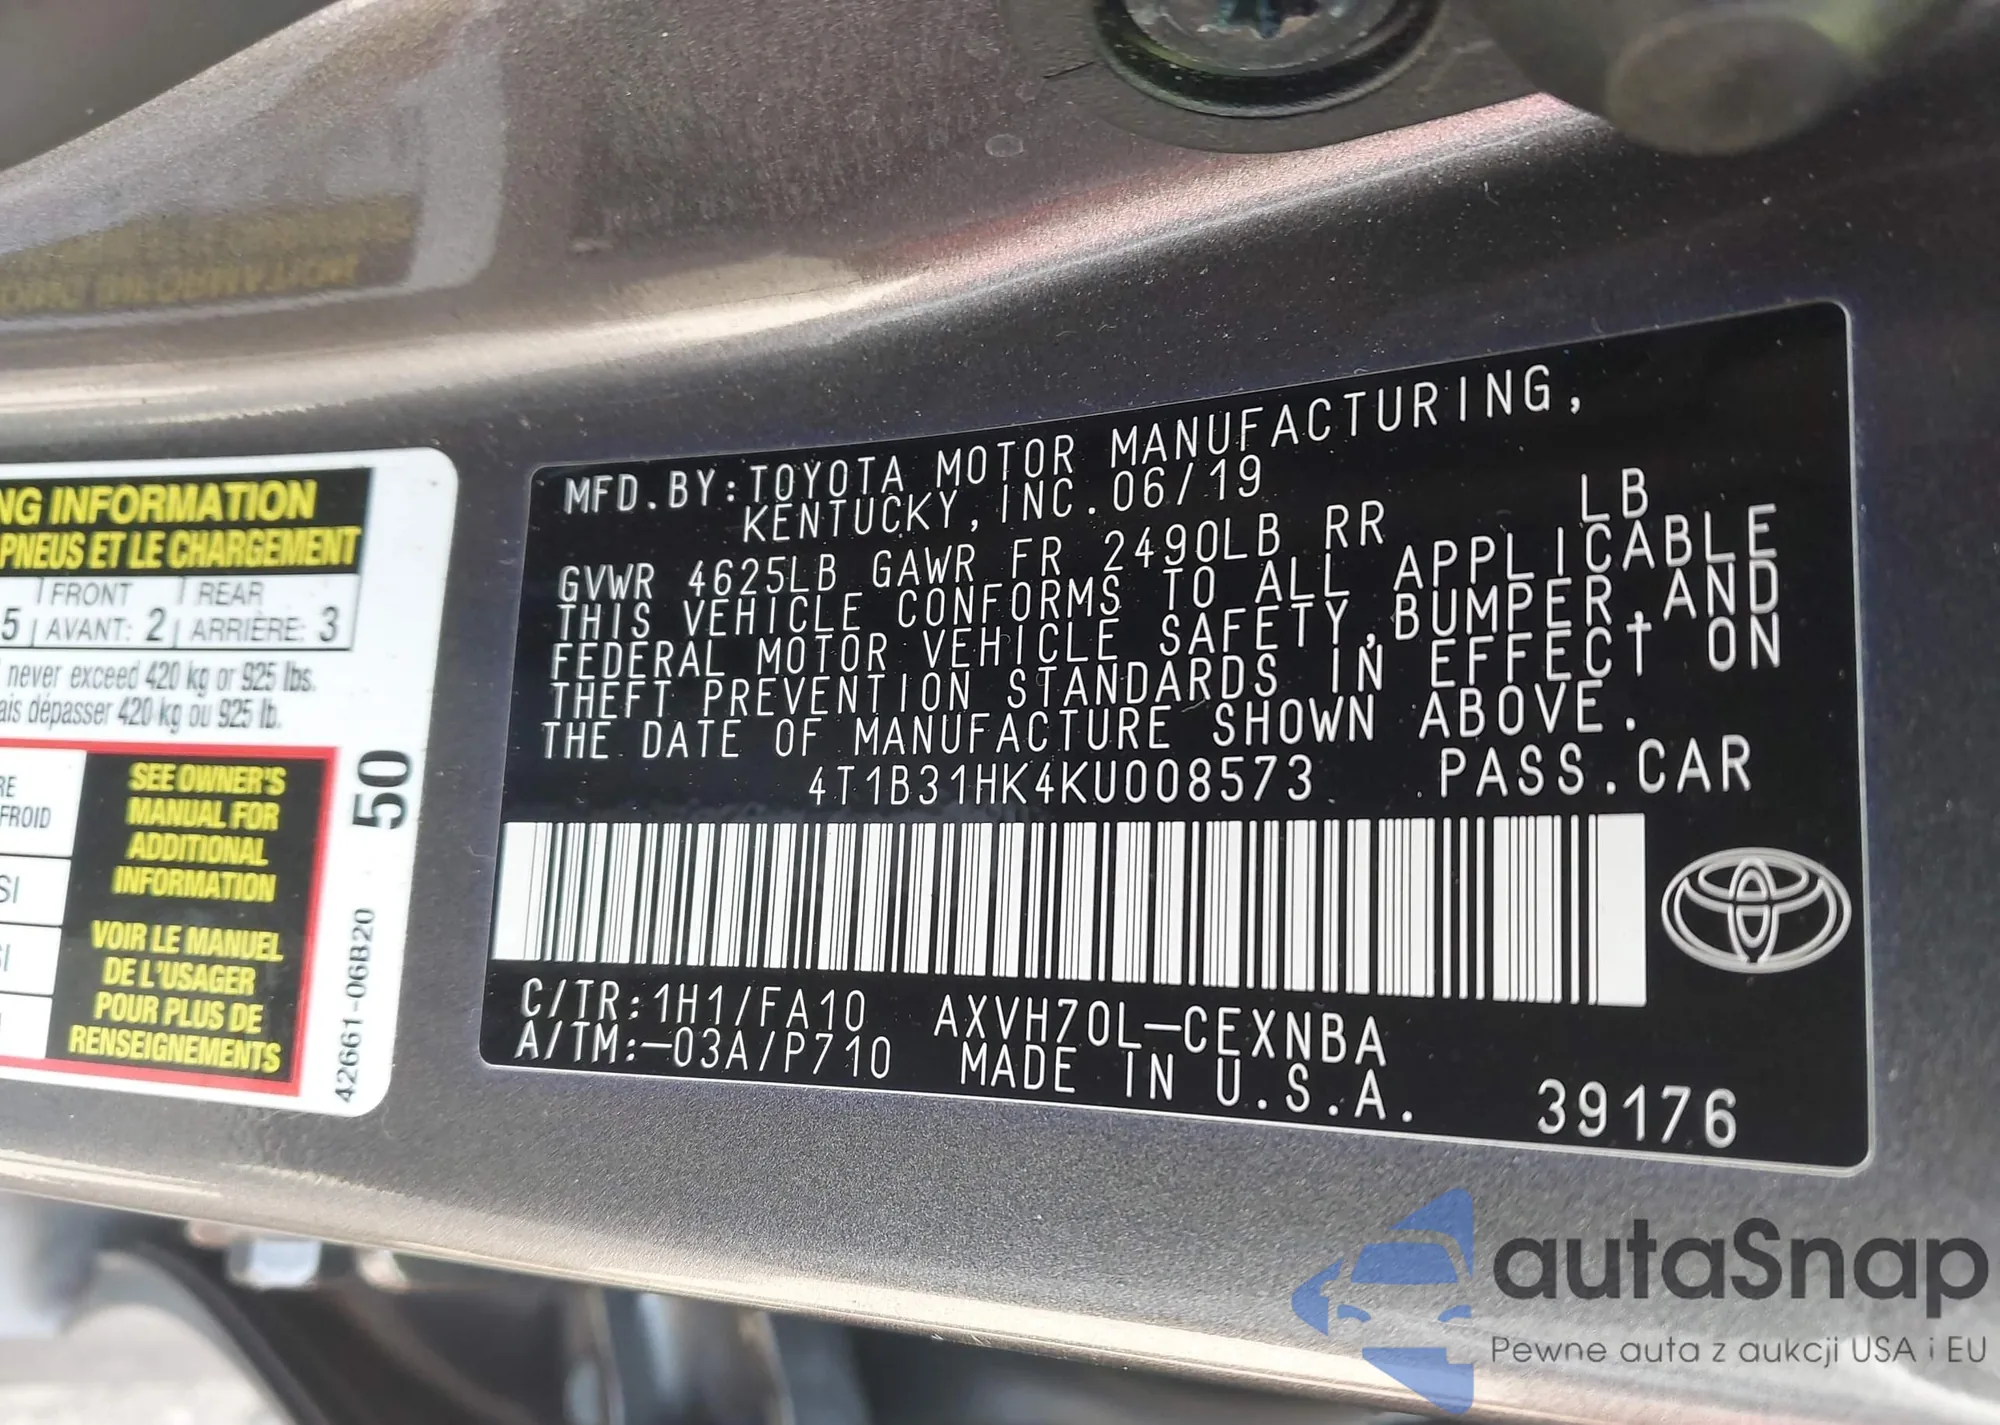 NG INFORMATION
PNEUS ET LE CHARGEMENT
FRONT REAR
5 AVANT: 2 ARRIÈRE: 3
never exceed 420 kg or 925 lbs.
ais dépasser 420 kg ou 925 lb.
RE
FROID
SI
SI
SEE OWNER'S
MANUAL FOR
ADDITIONAL
INFORMATION
VOIR LE MANUEL
DE L'USAGER
POUR PLUS DE
RENSEIGNEMENTS
50
42661-06B20
MFD.BY:TOYOTA MOTOR MANUFACTURING,
KENTUCKY,INC.06/19
GVWR 4625LB GAWR FR 2490LB RR LB
THIS VEHICLE CONFORMS TO ALL APPLICABLE
FEDERAL MOTOR VEHICLE SAFETY,BUMPER,AND
THEFT PREVENTION STANDARDS IN EFFECT ON
THE DATE OF MANUFACTURE SHOWN ABOVE.
4T1B31HK4KU008573 PASS.CAR
C/TR:1H1/FA10 AXVH70L-CEXNBA
A/TM:-03A/P710 MADE IN U.S.A.
39176
autaSnap
Pewne auta z aukcji USA i EU